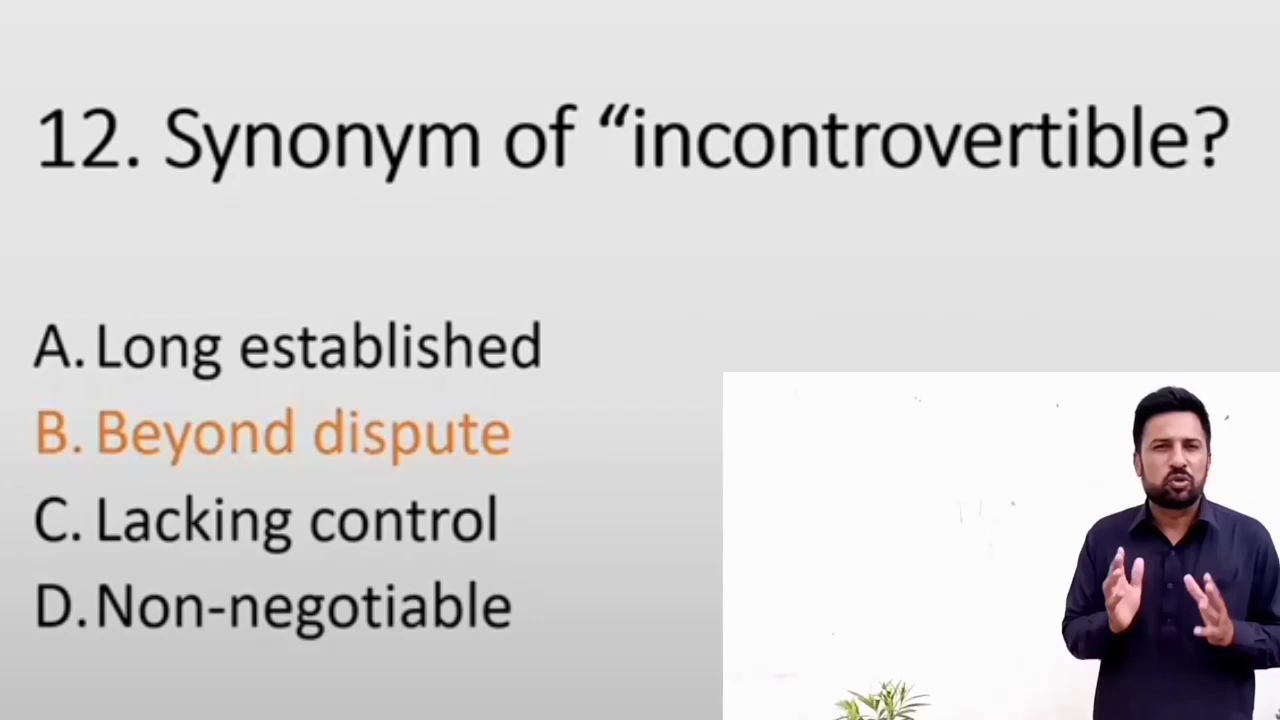 12. Synonym of “incontrovertible?
A. Long established
B. Beyond dispute
C. Lacking control
D. Non-negotiable